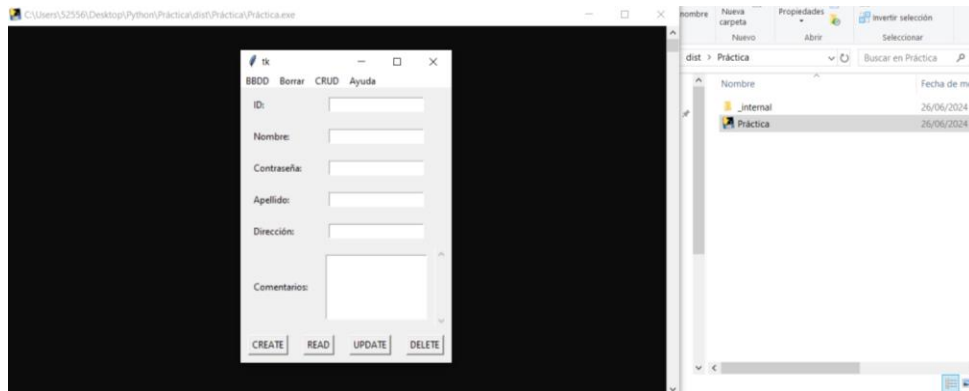 C:\Users\52556\Desktop\Python\Práctica\dist\Práctica\Práctica.exe
tk
BBDD Borrar CRUD Ayuda
ID:
Nombre:
Contraseña:
Apellido:
Dirección:
Comentarios:
CREATE READ UPDATE DELETE
nombre
Nueva
carpeta
Nuevo
Propiedades
Abrir
Invertir selección
Seleccionar
dist > Práctica
Buscar en Práctica
Nombre Fecha de m
_internal 26/06/2024
Práctica 26/06/2024